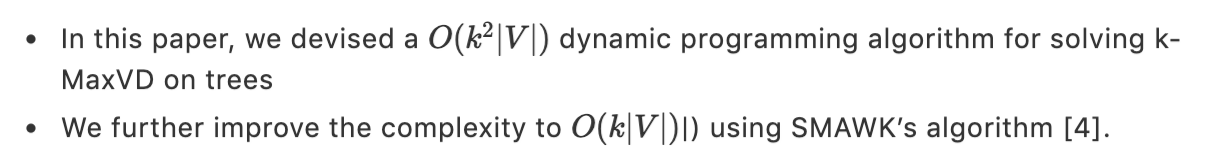 • In this paper, we devised a O(k²|V|) dynamic programming algorithm for solving k-
MaxVD on trees
• We further improve the complexity to O(k|V|)|) using SMAWK’s algorithm [4].